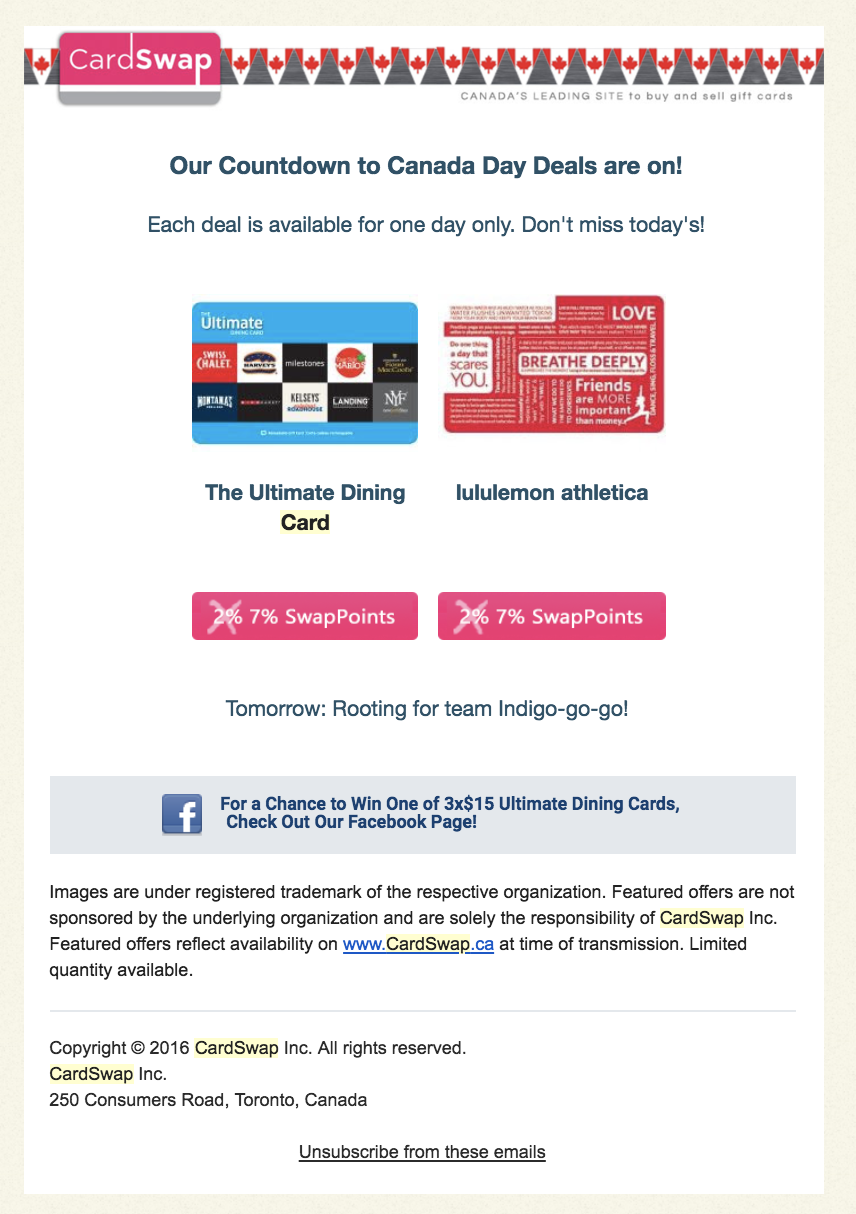 CardSwap
CANADA'S LEADING SITE to buy and sell gift cards
Our Countdown to Canada Day Deals are on!
Each deal is available for one day only. Don't miss today's!
THE
Ultimate
DINING CARD
SWISS
CHALET.
HARVEY'S
milestones
MONTANA'S
KELSEYS
ROADHOUSE
LANDING
LOVE
Do one thing
a day that
scares
YOU.
BREATHE DEEPLY
Friends
are MORE
important
than money.
DANCE, SING, FLOSS & TRAVEL.
The Ultimate Dining
Card
lululemon athletica
2% 7% SwapPoints
2% 7% SwapPoints
Tomorrow: Rooting for team Indigo-go-go!
For a Chance to Win One of 3x$15 Ultimate Dining Cards,
Check Out Our Facebook Page!
Images are under registered trademark of the respective organization. Featured offers are not
sponsored by the underlying organization and are solely the responsibility of CardSwap Inc.
Featured offers reflect availability on www.CardSwap.ca at time of transmission. Limited
quantity available.
Copyright © 2016 CardSwap Inc. All rights reserved.
CardSwap Inc.
250 Consumers Road, Toronto, Canada
Unsubscribe from these emails